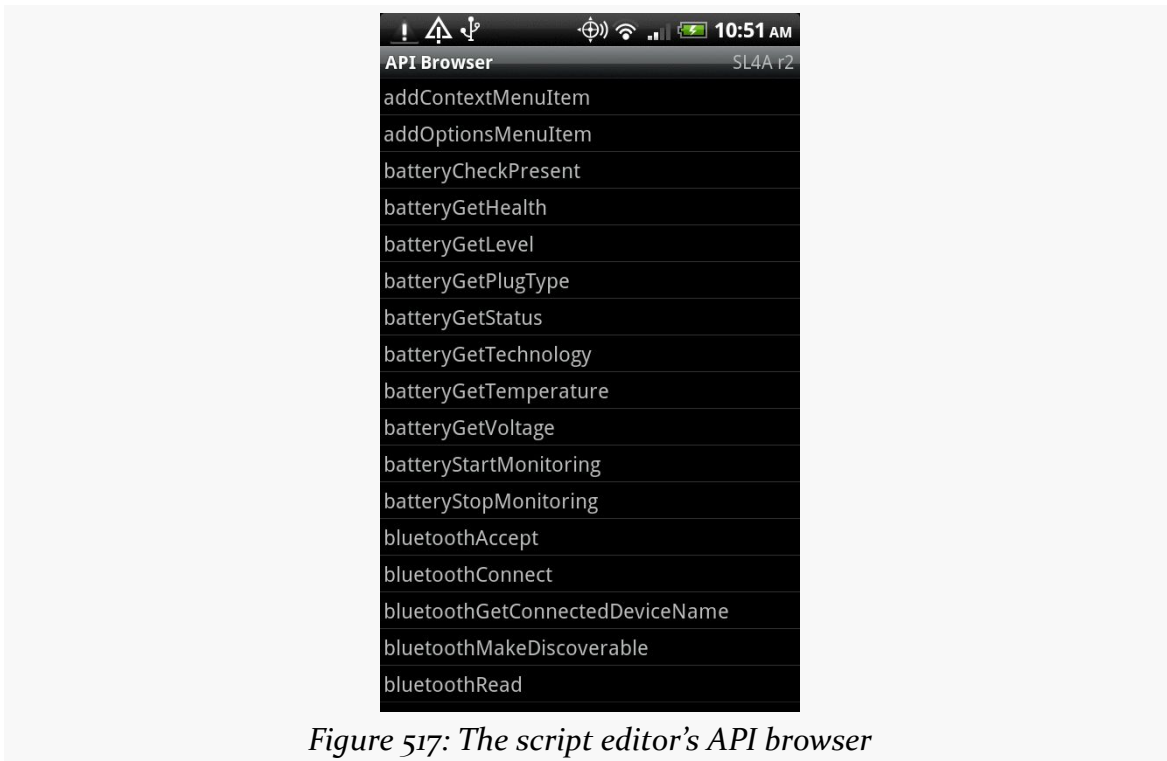 10:51 AM
API Browser SL4A r2
addContextMenuItem
addOptionsMenuItem
batteryCheckPresent
batteryGetHealth
batteryGetLevel
batteryGetPlugType
batteryGetStatus
batteryGetTechnology
batteryGetTemperature
batteryGetVoltage
batteryStartMonitoring
batteryStopMonitoring
bluetoothAccept
bluetoothConnect
bluetoothGetConnectedDeviceName
bluetoothMakeDiscoverable
bluetoothRead
Figure 517: The script editor’s API browser